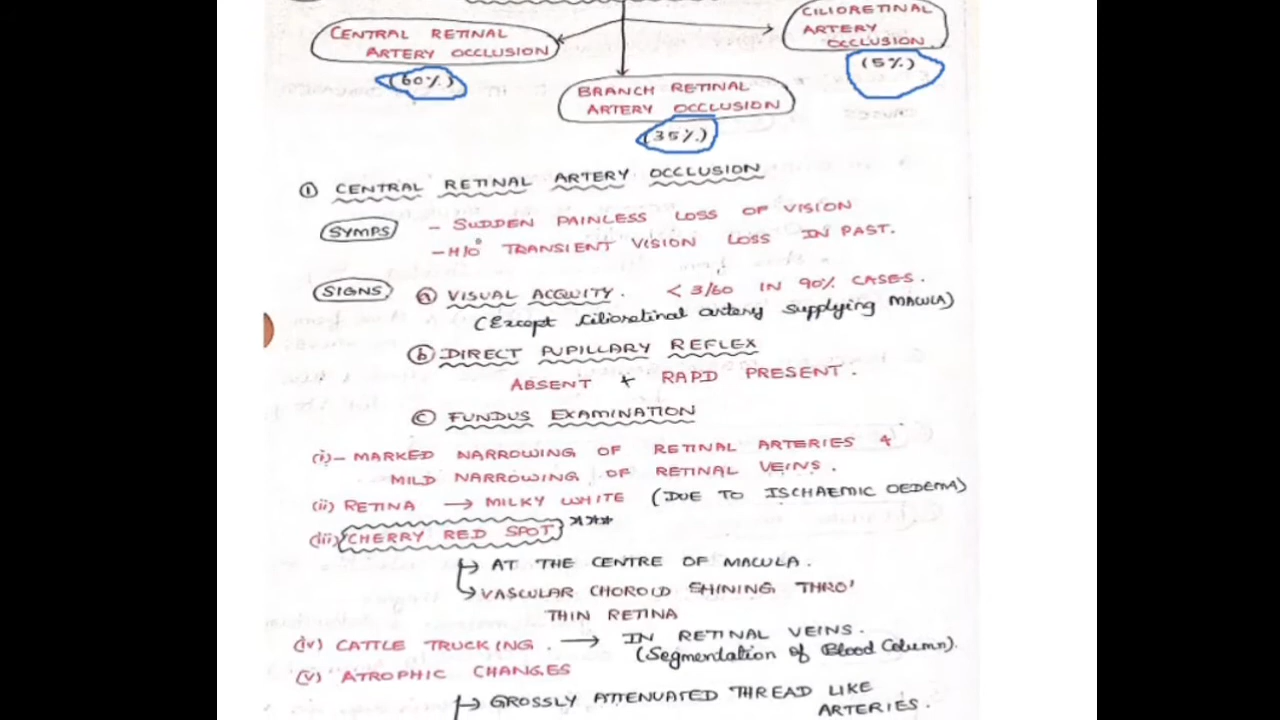 CENTRAL RETINAL
ARTERY OCCLUSION
(60%)
CILIORETINAL
ARTERY
OCCLUSION.
(5%)
BRANCH RETINAL
ARTERY OCCLUSION
(35%)
① CENTRAL RETINAL ARTERY OCCLUSION
SYMPS - SUDDEN PAINLESS LOSS OF VISION
- H/O TRANSIENT VISION LOSS IN PAST.
SIGNS ⓐ VISUAL ACQUITY. < 3/60 IN 90% CASES.
(Except cilioretinal artery supplying MACULA)
ⓑ DIRECT PUPILLARY REFLEX
ABSENT + RAPD PRESENT.
ⓒ FUNDUS EXAMINATION
(i) - MARKED NARROWING OF RETINAL ARTERIES &
MILD NARROWING OF RETINAL VEINS.
(ii) RETINA → MILKY WHITE (DUE TO ISCHAEMIC OEDEMA)
(iii) CHERRY RED SPOT ***
↳ AT THE CENTRE OF MACULA.
↳ VASCULAR CHOROID SHINING THRO'
THIN RETINA
(iv) CATTLE TRUCKING. → IN RETINAL VEINS.
(Segmentation of Blood Column).
(v) ATROPHIC CHANGES
↳ GROSSLY ATTENUATED THREAD LIKE
ARTERIES.